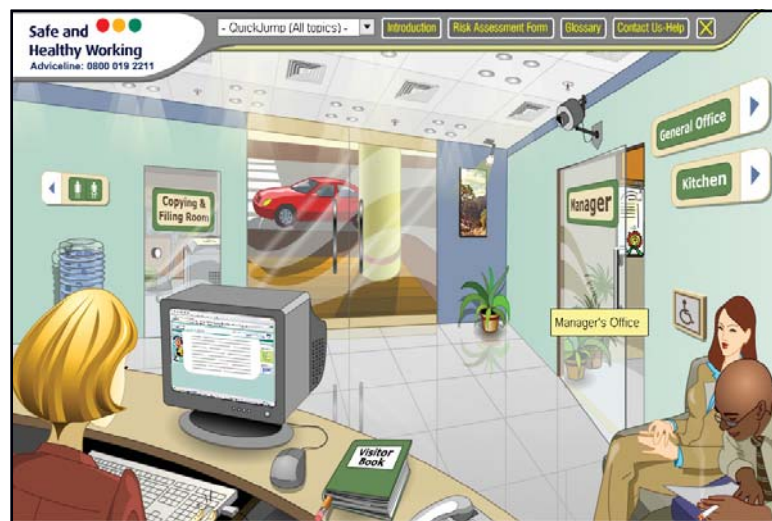 Safe and
Healthy Working
Adviceline: 0800 019 2211
- QuickJump (All topics) -
Introduction
Risk Assessment Form
Glossary
Contact Us-Help
General Office
Kitchen
Copying &
Filing Room
Manager
Manager's Office
Visitor
Book